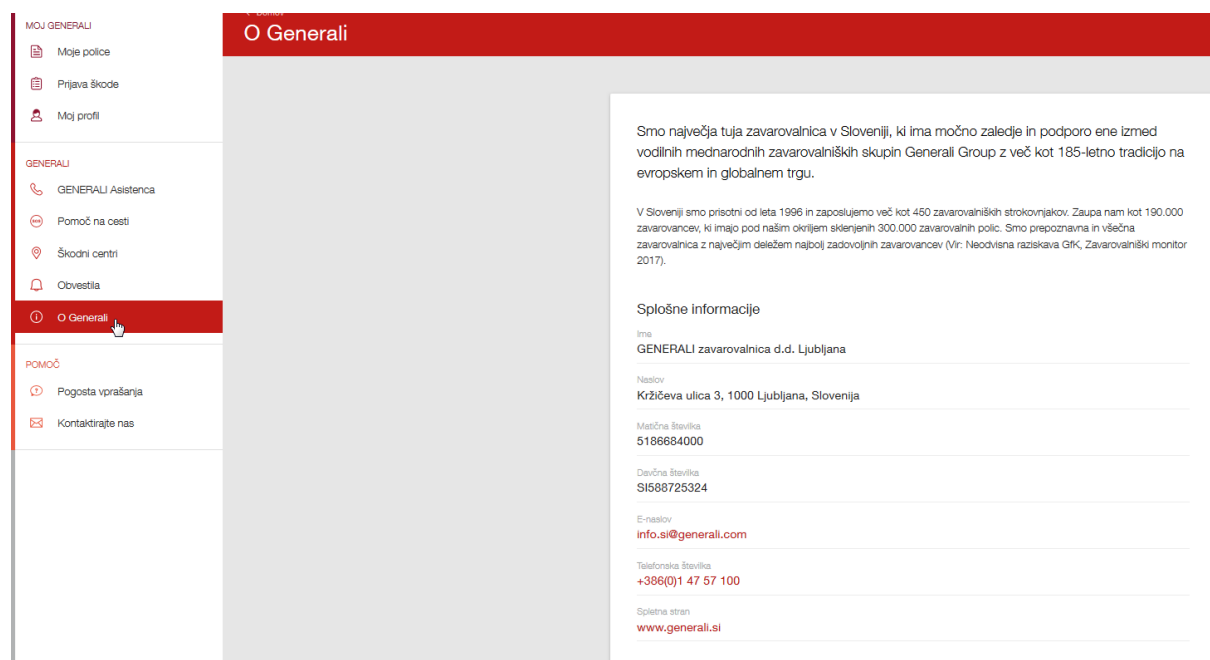 MOJ GENERALI
Moje police
Prijava škode
Moj profil
GENERALI
GENERALI Asistenca
Pomoč na cesti
Škodni centri
Obvestila
O Generali
POMOČ
Pogosta vprašanja
Kontaktirajte nas
O Generali
Smo največja tuja zavarovalnica v Sloveniji, ki ima močno zaledje in podporo ene izmed
vodilnih mednarodnih zavarovalniških skupin Generali Group z več kot 185-letno tradicijo na
evropskem in globalnem trgu.
V Sloveniji smo prisotni od leta 1996 in zaposlujemo več kot 450 zavarovalniških strokovnjakov. Zaupa nam kot 190.000
zavarovancev, ki imajo pod našim okriljem sklenjenih 300.000 zavarovalnih polic. Smo prepoznavna in všečna
zavarovalnica z največjim deležem najbolj zadovoljnih zavarovancev (Vir: Neodvisna raziskava GfK, Zavarovalniški monitor
2017).
Splošne informacije
Ime
GENERALI zavarovalnica d.d. Ljubljana
Naslov
Kržičeva ulica 3, 1000 Ljubljana, Slovenija
Matična številka
5186684000
Davčna številka
SI588725324
E-naslov
info.si@generali.com
Telefonska številka
+386(0)1 47 57 100
Spletna stran
www.generali.si